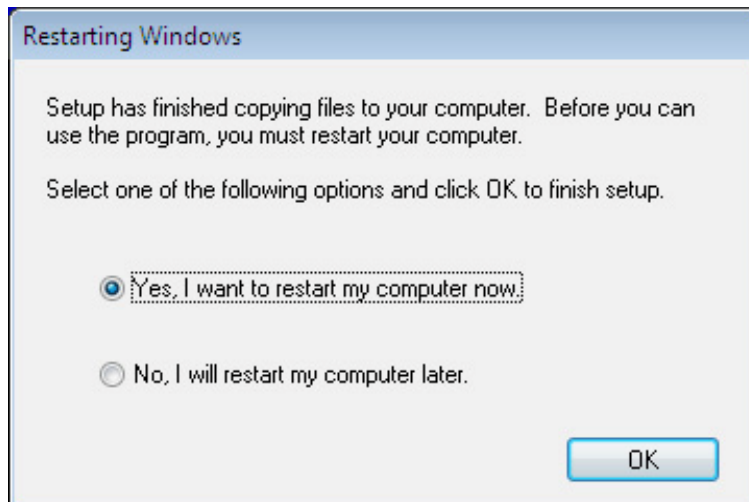 Restarting Windows
Setup has finished copying files to your computer.  Before you can
use the program, you must restart your computer.
Select one of the following options and click OK to finish setup.
Yes, I want to restart my computer now.
No, I will restart my computer later.
OK